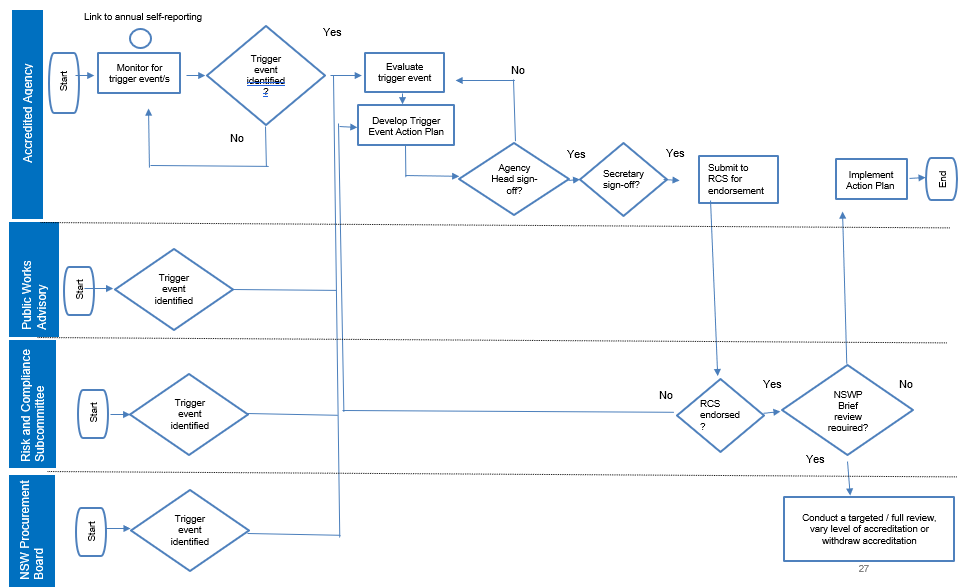 Link to annual self-reporting
Yes
Accredited Agency
Start
Monitor for
trigger event/s
Trigger
event
identified
?
No
Evaluate
trigger event
No
Develop Trigger
Event Action Plan
Agency
Head sign-
off?
Yes
Secretary
sign-off?
Yes
Submit to
RCS for
endorsement
Implement
Action Plan
End
Public Works
Advisory
Start
Trigger
event
identified
Risk and Compliance
Subcommittee
Start
Trigger
event
identified
No
RCS
endorsed
?
Yes
NSWP
Brief
review
required?
No
Yes
NSW Procurement
Board
Start
Trigger
event
identified
Conduct a targeted / full review,
vary level of accreditation or
withdraw accreditation
27